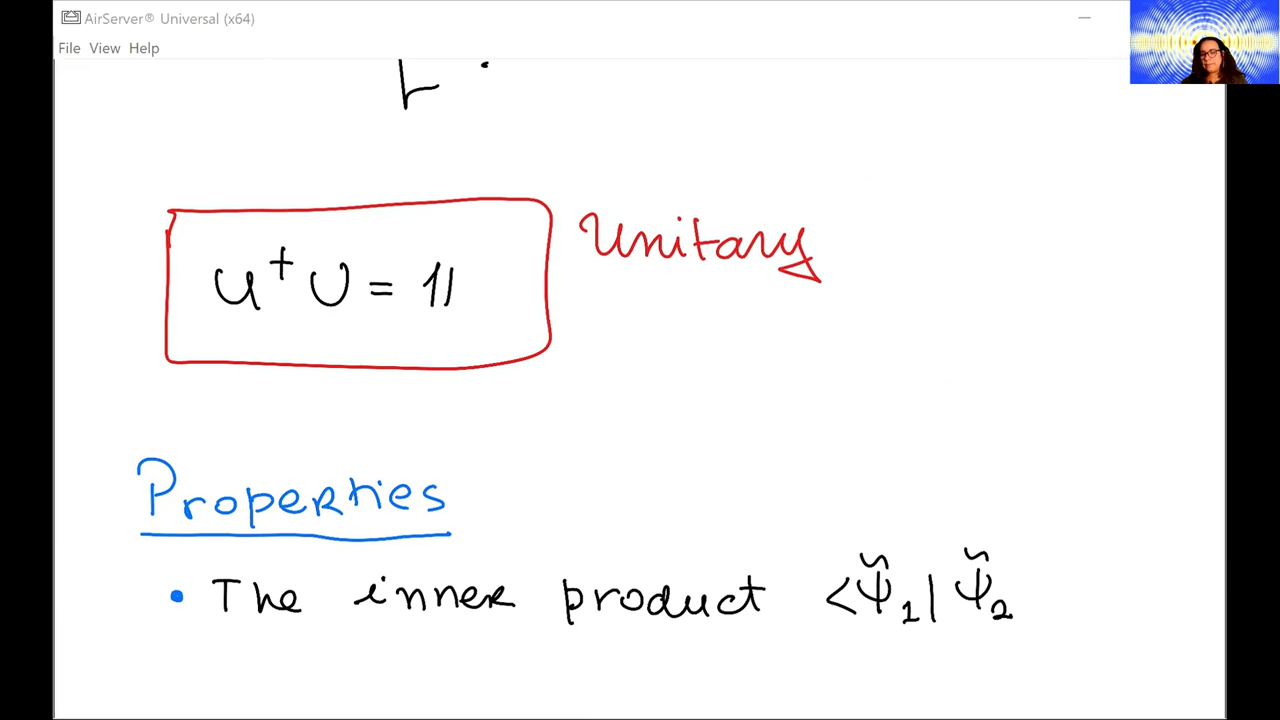 AirServer® Universal (x64)
File View Help
U†U = 𝟙 Unitary
Properties
• The inner product <ψ̃₁|ψ̃₂